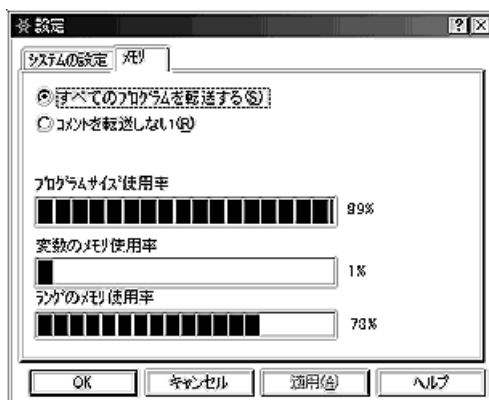 設定
システムの設定 メモリ
すべてのプログラムを転送する(S)
コメントを転送しない(R)
プログラムサイズ使用率
99%
変数のメモリ使用率
1%
ラングのメモリ使用率
73%
OK キャンセル 適用(A) ヘルプ